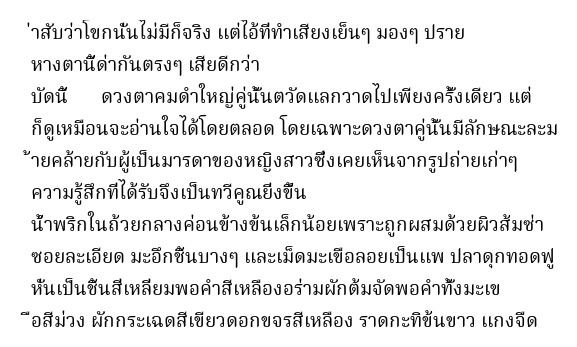 ่าสับว่าโขกนั้นไม่มีก็จริง แต่ไอ้ที่ทำเสียงเย็นๆ มองๆ ปราย
หางตานี่ด่ากันตรงๆ เสียดีกว่า
บัดนี้ ดวงตาคมดำใหญ่คู่นั้นตวัดแลกวาดไปเพียงครั้งเดียว แต่
ก็ดูเหมือนจะอ่านใจได้โดยตลอด โดยเฉพาะดวงตาคู่นั้นมีลักษณะละม
้ายคล้ายกับผู้เป็นมารดาของหญิงสาวซึ่งเคยเห็นจากรูปถ่ายเก่าๆ
ความรู้สึกที่ได้รับจึงเป็นทวีคูณยิ่งขึ้น
น้ำพริกในถ้วยกลางค่อนข้างข้นเล็กน้อยเพราะถูกผสมด้วยผิวส้มซ่า
ซอยละเอียด มะอึกชิ้นบางๆ และเม็ดมะเขือลอยเป็นแพ ปลาดุกทอดฟู
หั่นเป็นชิ้นสี่เหลี่ยมพอคำสีเหลืองอร่ามผักต้มจัดพอคำทั้งมะเข
ือสีม่วง ผักกระเฉดสีเขียวดอกขจรสีเหลือง ราดกะทิข้นขาว แกงจืด